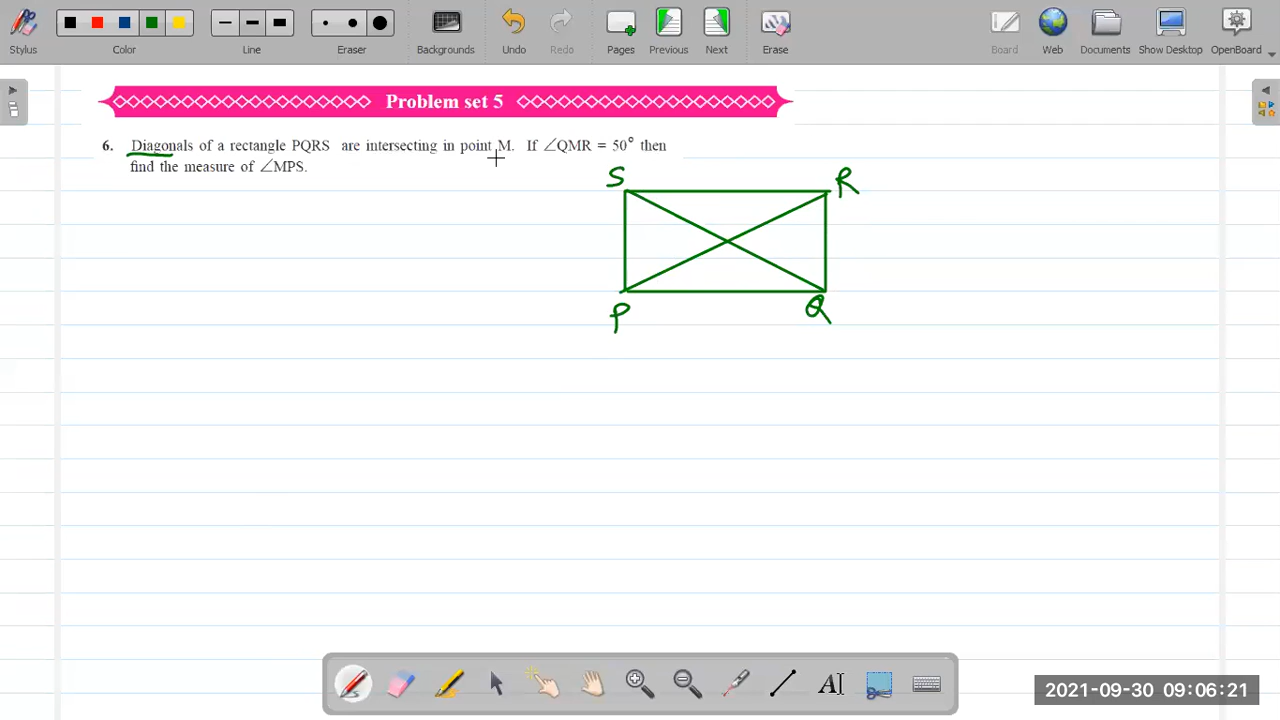 Stylus Color Line Eraser Backgrounds Undo Redo Pages Previous Next Erase Board Web Documents Show Desktop OpenBoard
Problem set 5
6. Diagonals of a rectangle PQRS are intersecting in point M. If ∠QMR = 50° then
find the measure of ∠MPS.
S R
P Q
AI
2021-09-30 09:06:21